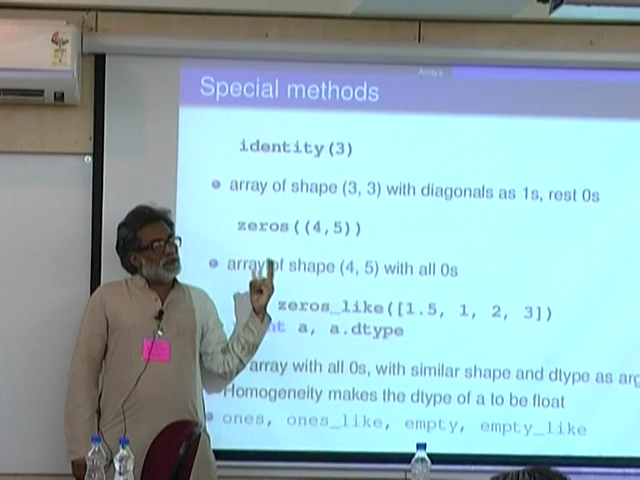 Arrays
Special methods
identity(3)
array of shape (3, 3) with diagonals as 1s, rest 0s
zeros((4,5))
array of shape (4, 5) with all 0s
zeros_like([1.5, 1, 2, 3])
a, a.dtype
array with all 0s, with similar shape and dtype as
Homogeneity makes the dtype of a to be float
ones, ones_like, empty, empty_like